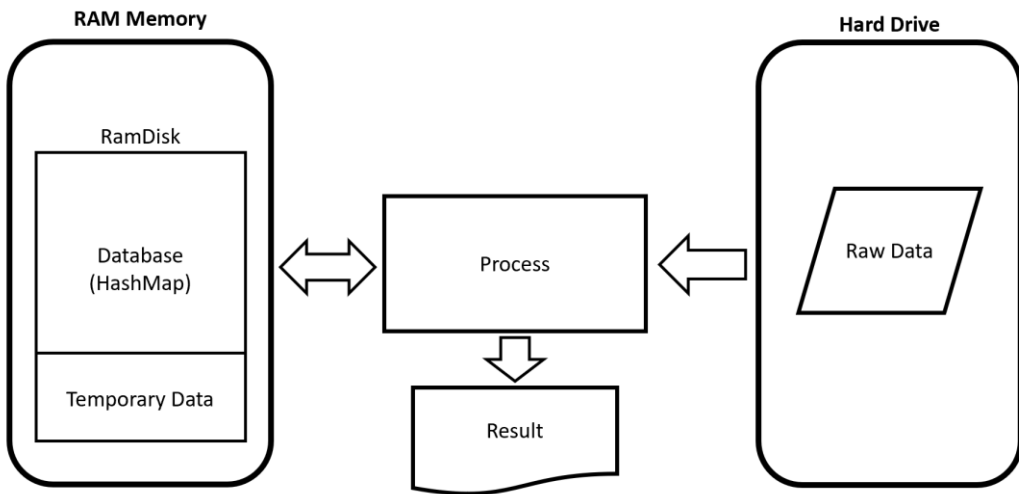 RAM Memory
Hard Drive
RamDisk
Database
(HashMap)
Process
Raw Data
Temporary Data
Result